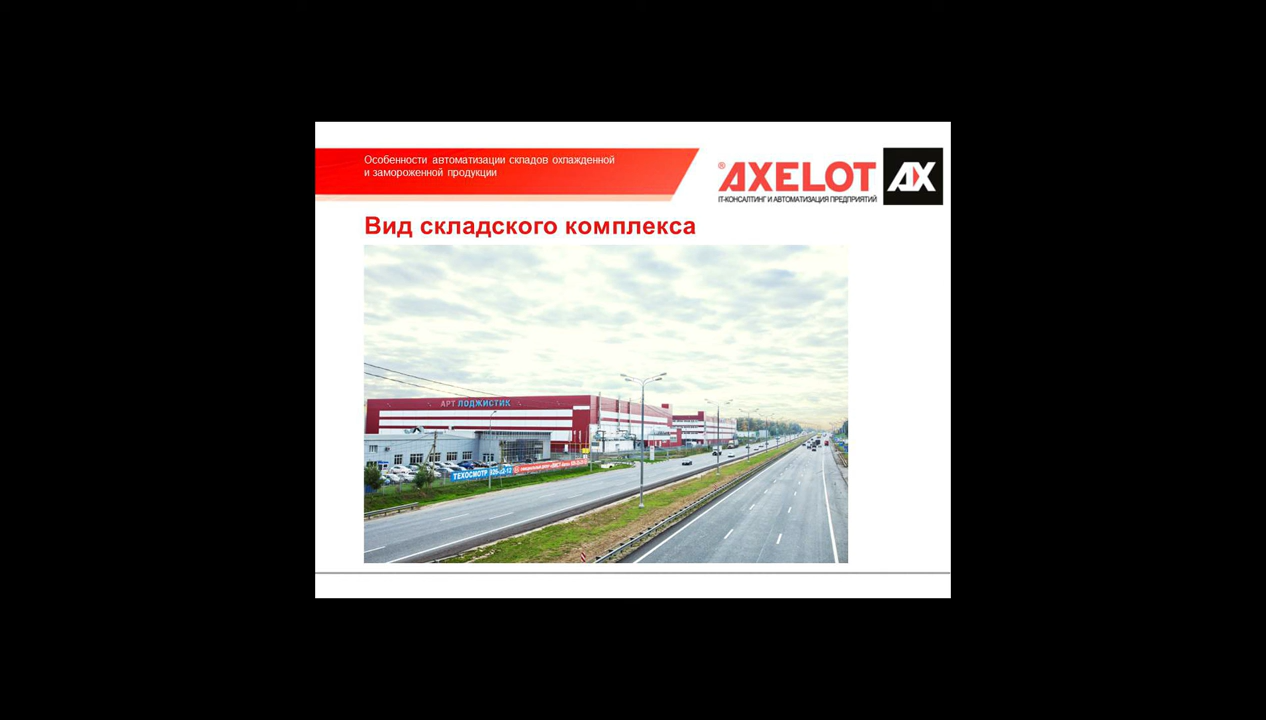 Особенности автоматизации складов охлажденной
и замороженной продукции
®AXELOT AX
IT-КОНСАЛТИНГ И АВТОМАТИЗАЦИЯ ПРЕДПРИЯТИЙ
Вид складского комплекса
АРТ ЛОДЖИСТИК
ТЕХОСМОТР